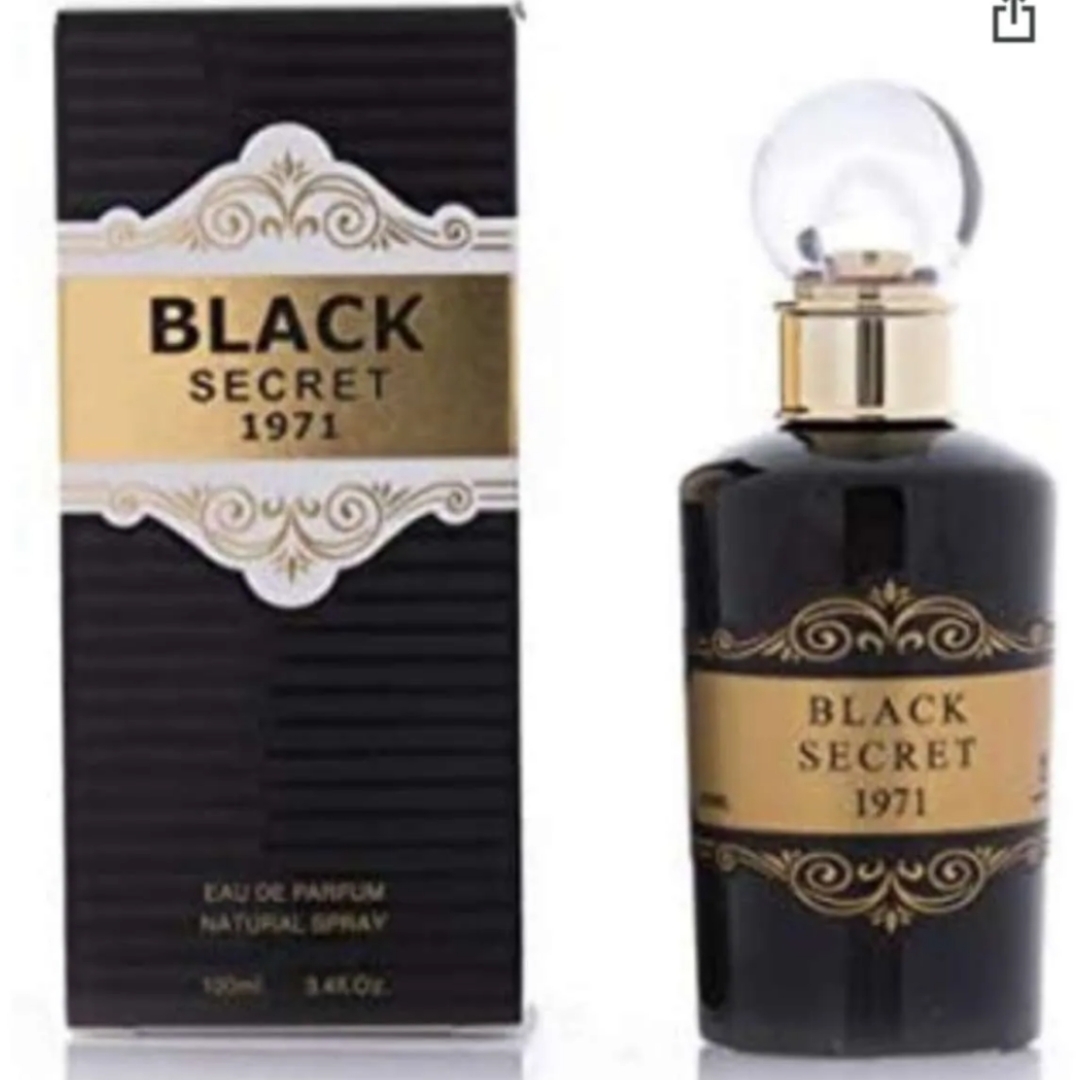 BLACK
SECRET
1971
EAU DE PARFUM
NATURAL SPRAY
100ml 3.4fl.Oz.
BLACK
SECRET
1971